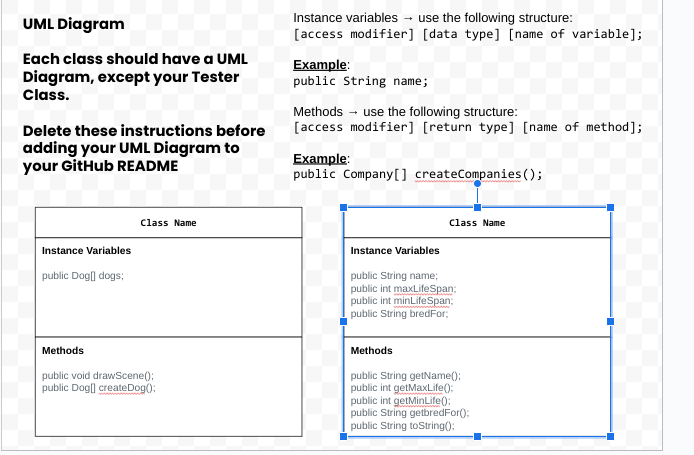 UML Diagram
Each class should have a UML
Diagram, except your Tester
Class.
Delete these instructions before
adding your UML Diagram to
your GitHub README
Instance variables → use the following structure:
[access modifier] [data type] [name of variable];
Example:
public String name;
Methods → use the following structure:
[access modifier] [return type] [name of method];
Example:
public Company[] createCompanies();
Class Name
Instance Variables
public Dog[] dogs;
Methods
public void drawScene();
public Dog[] createDog();
Class Name
Instance Variables
public String name;
public int maxLifeSpan;
public int minLifeSpan;
public String bredFor;
Methods
public String getName();
public int getMaxLife();
public int getMinLife();
public String getbredFor();
public String toString();